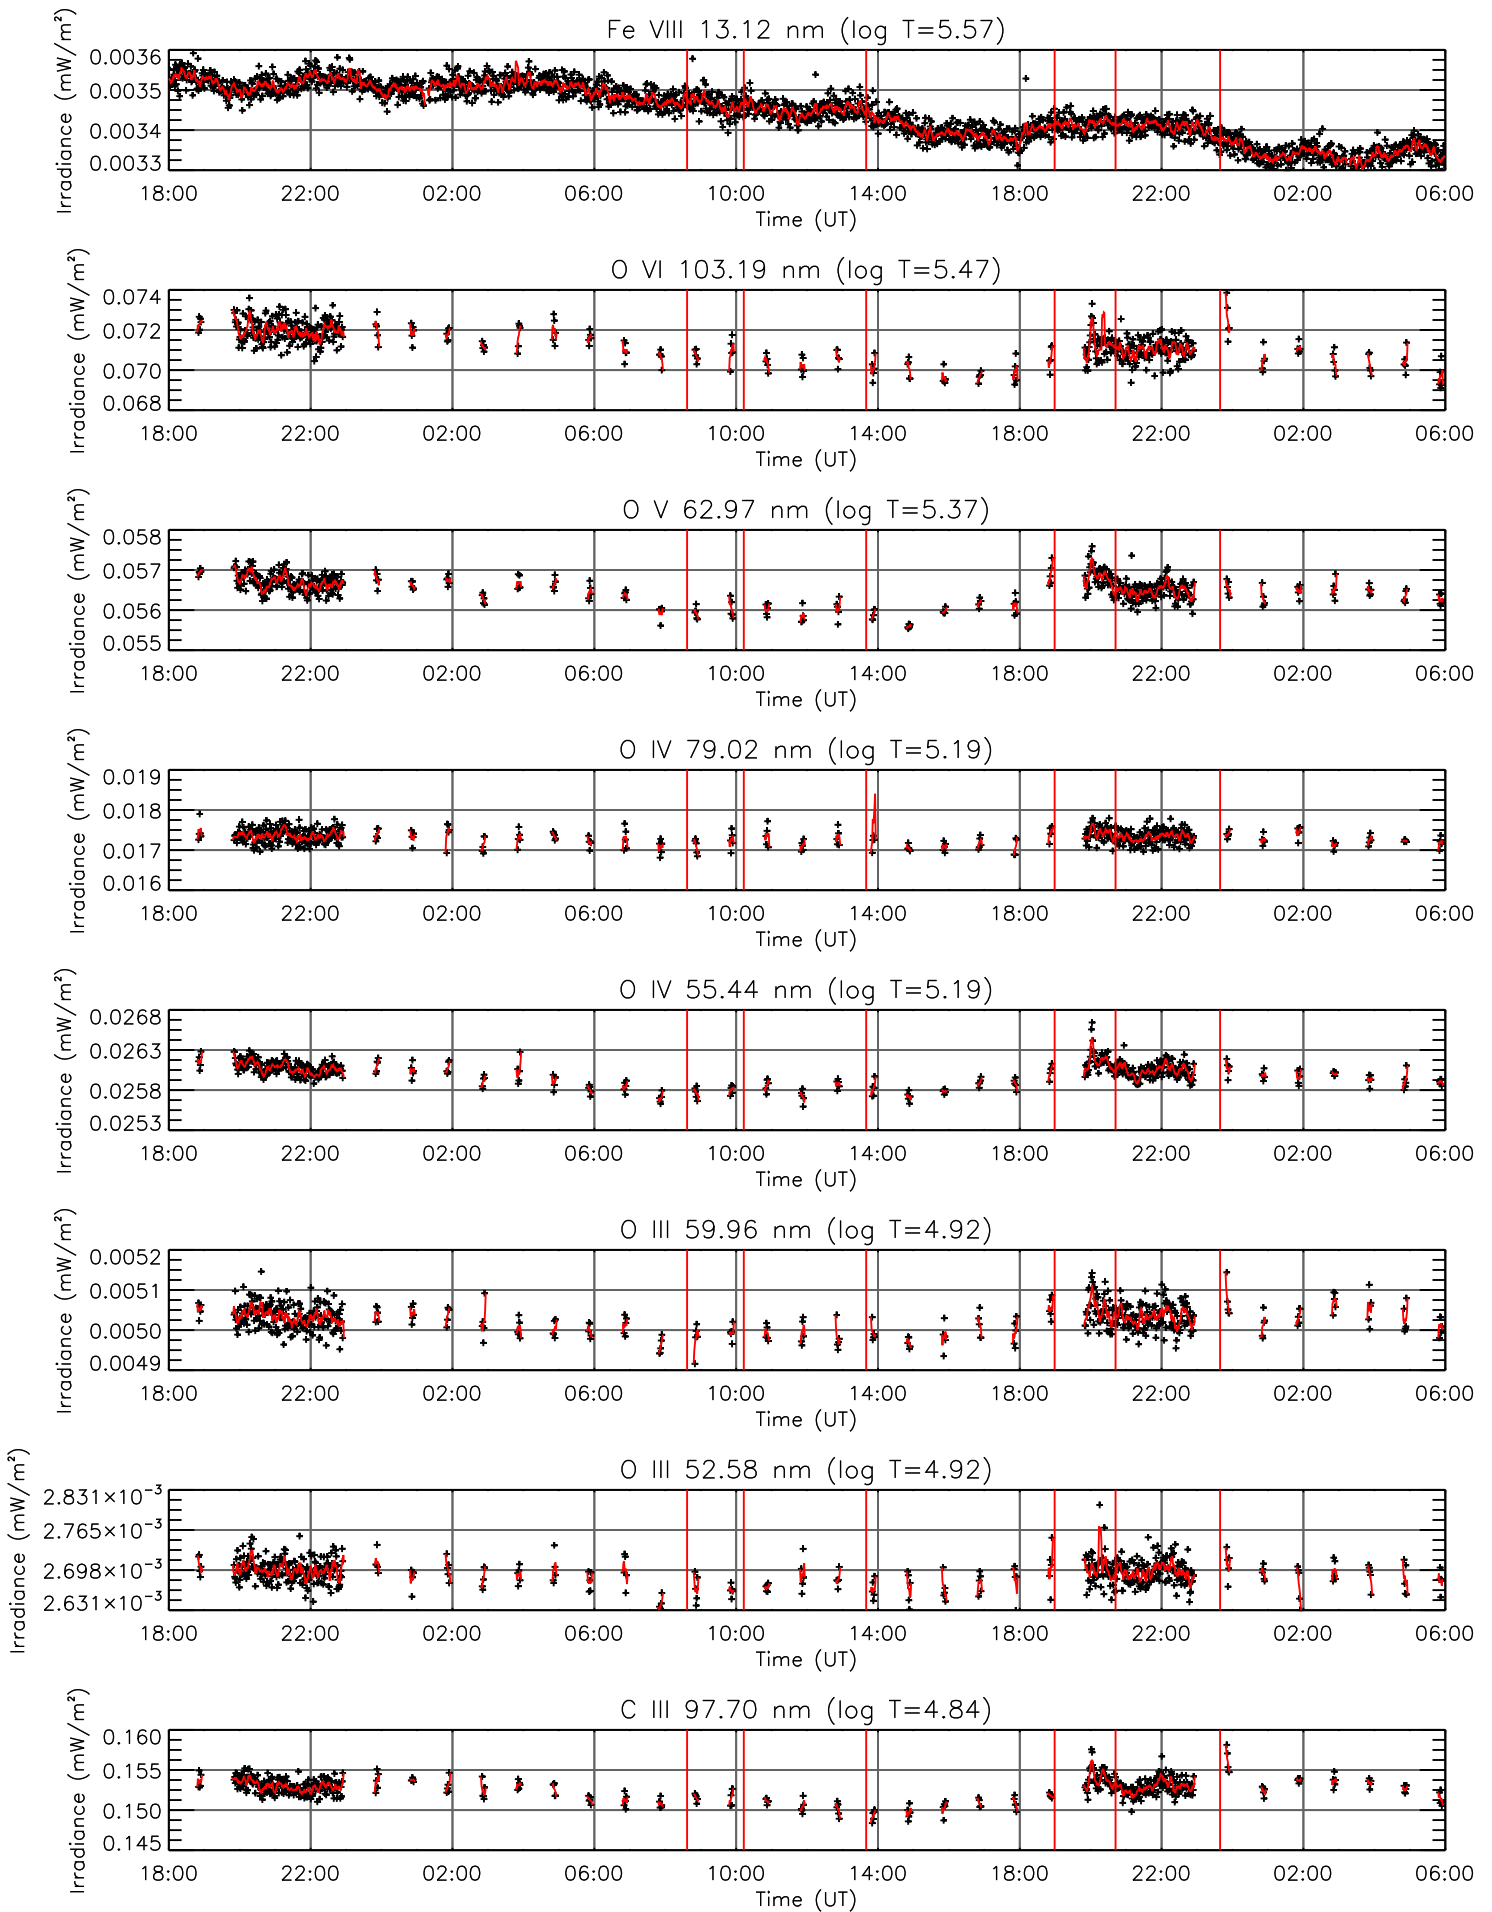 Fe VIII 13.12 nm (log T=5.57)
Irradiance (mW/m²)
0.0036
0.0035
0.0034
0.0033
18:00 22:00 02:00 06:00 10:00 14:00 18:00 22:00 02:00 06:00
Time (UT)
O VI 103.19 nm (log T=5.47)
Irradiance (mW/m²)
0.074
0.072
0.070
0.068
18:00 22:00 02:00 06:00 10:00 14:00 18:00 22:00 02:00 06:00
Time (UT)
O V 62.97 nm (log T=5.37)
Irradiance (mW/m²)
0.058
0.057
0.056
0.055
18:00 22:00 02:00 06:00 10:00 14:00 18:00 22:00 02:00 06:00
Time (UT)
O IV 79.02 nm (log T=5.19)
Irradiance (mW/m²)
0.019
0.018
0.017
0.016
18:00 22:00 02:00 06:00 10:00 14:00 18:00 22:00 02:00 06:00
Time (UT)
O IV 55.44 nm (log T=5.19)
Irradiance (mW/m²)
0.0268
0.0263
0.0258
0.0253
18:00 22:00 02:00 06:00 10:00 14:00 18:00 22:00 02:00 06:00
Time (UT)
O III 59.96 nm (log T=4.92)
Irradiance (mW/m²)
0.0052
0.0051
0.0050
0.0049
18:00 22:00 02:00 06:00 10:00 14:00 18:00 22:00 02:00 06:00
Time (UT)
O III 52.58 nm (log T=4.92)
Irradiance (mW/m²)
2.831×10⁻³
2.765×10⁻³
2.698×10⁻³
2.631×10⁻³
18:00 22:00 02:00 06:00 10:00 14:00 18:00 22:00 02:00 06:00
Time (UT)
C III 97.70 nm (log T=4.84)
Irradiance (mW/m²)
0.160
0.155
0.150
0.145
18:00 22:00 02:00 06:00 10:00 14:00 18:00 22:00 02:00 06:00
Time (UT)